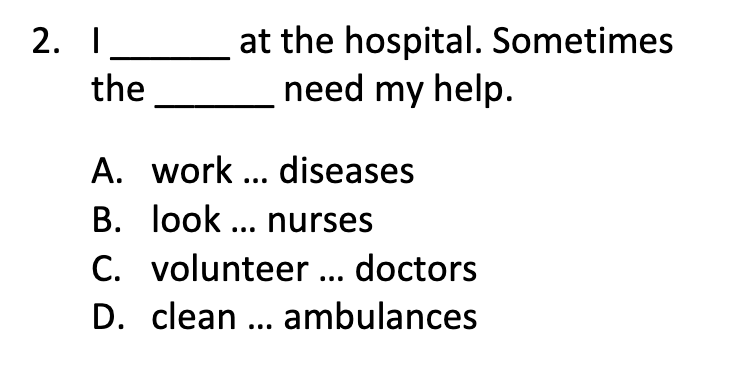 2. I ______ at the hospital. Sometimes
the ______ need my help.
A. work ... diseases
B. look ... nurses
C. volunteer ... doctors
D. clean ... ambulances